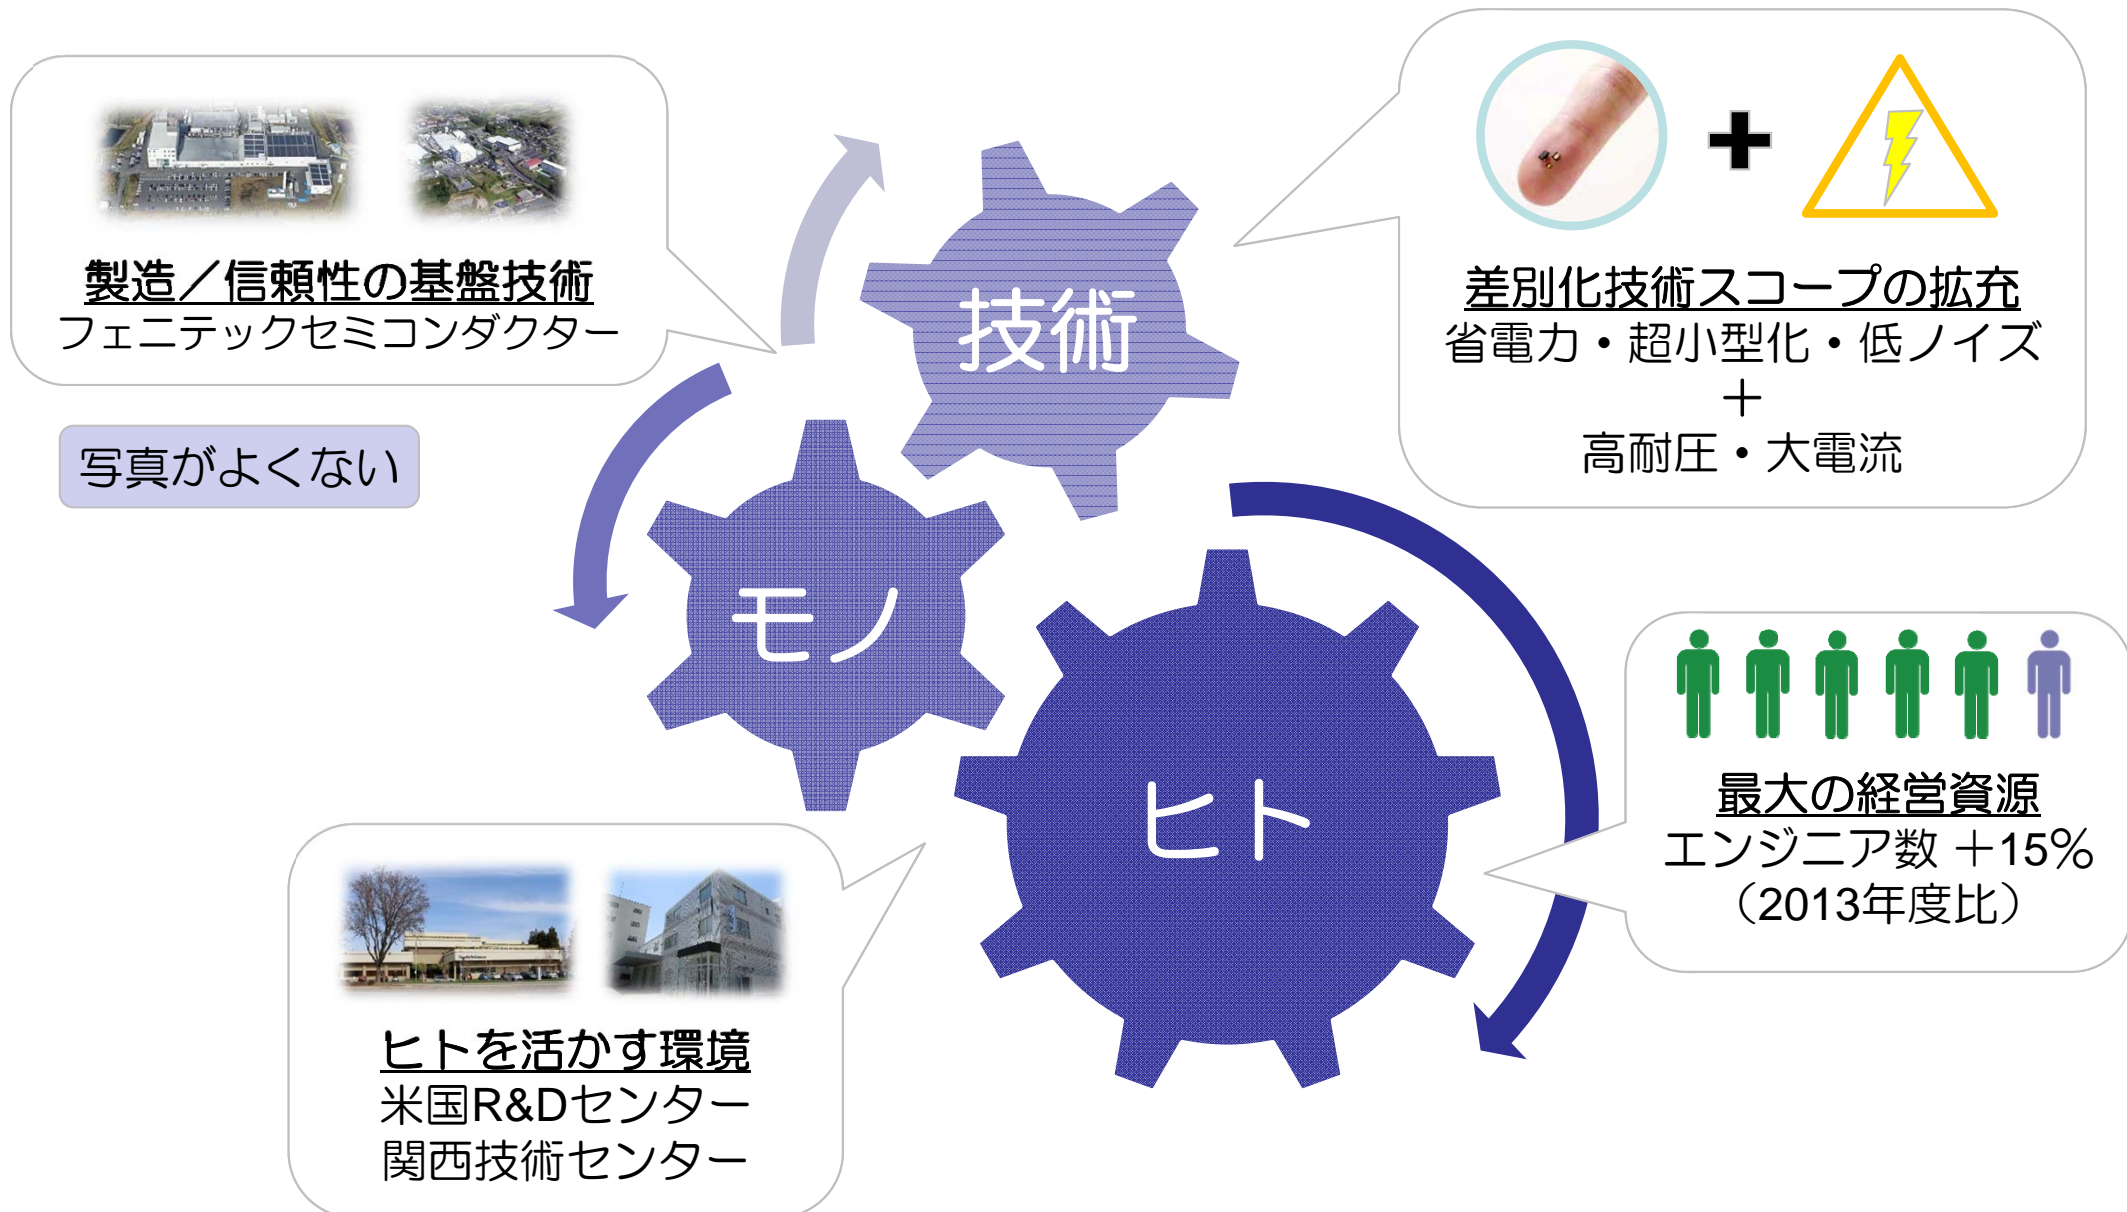 製造／信頼性の基盤技術
フェニテックセミコンダクター
写真がよくない
技術
差別化技術スコープの拡充
省電力・超小型化・低ノイズ
＋
高耐圧・大電流
モノ
ヒト
最大の経営資源
エンジニア数 ＋15％
（2013年度比）
ヒトを活かす環境
米国R&Dセンター
関西技術センター